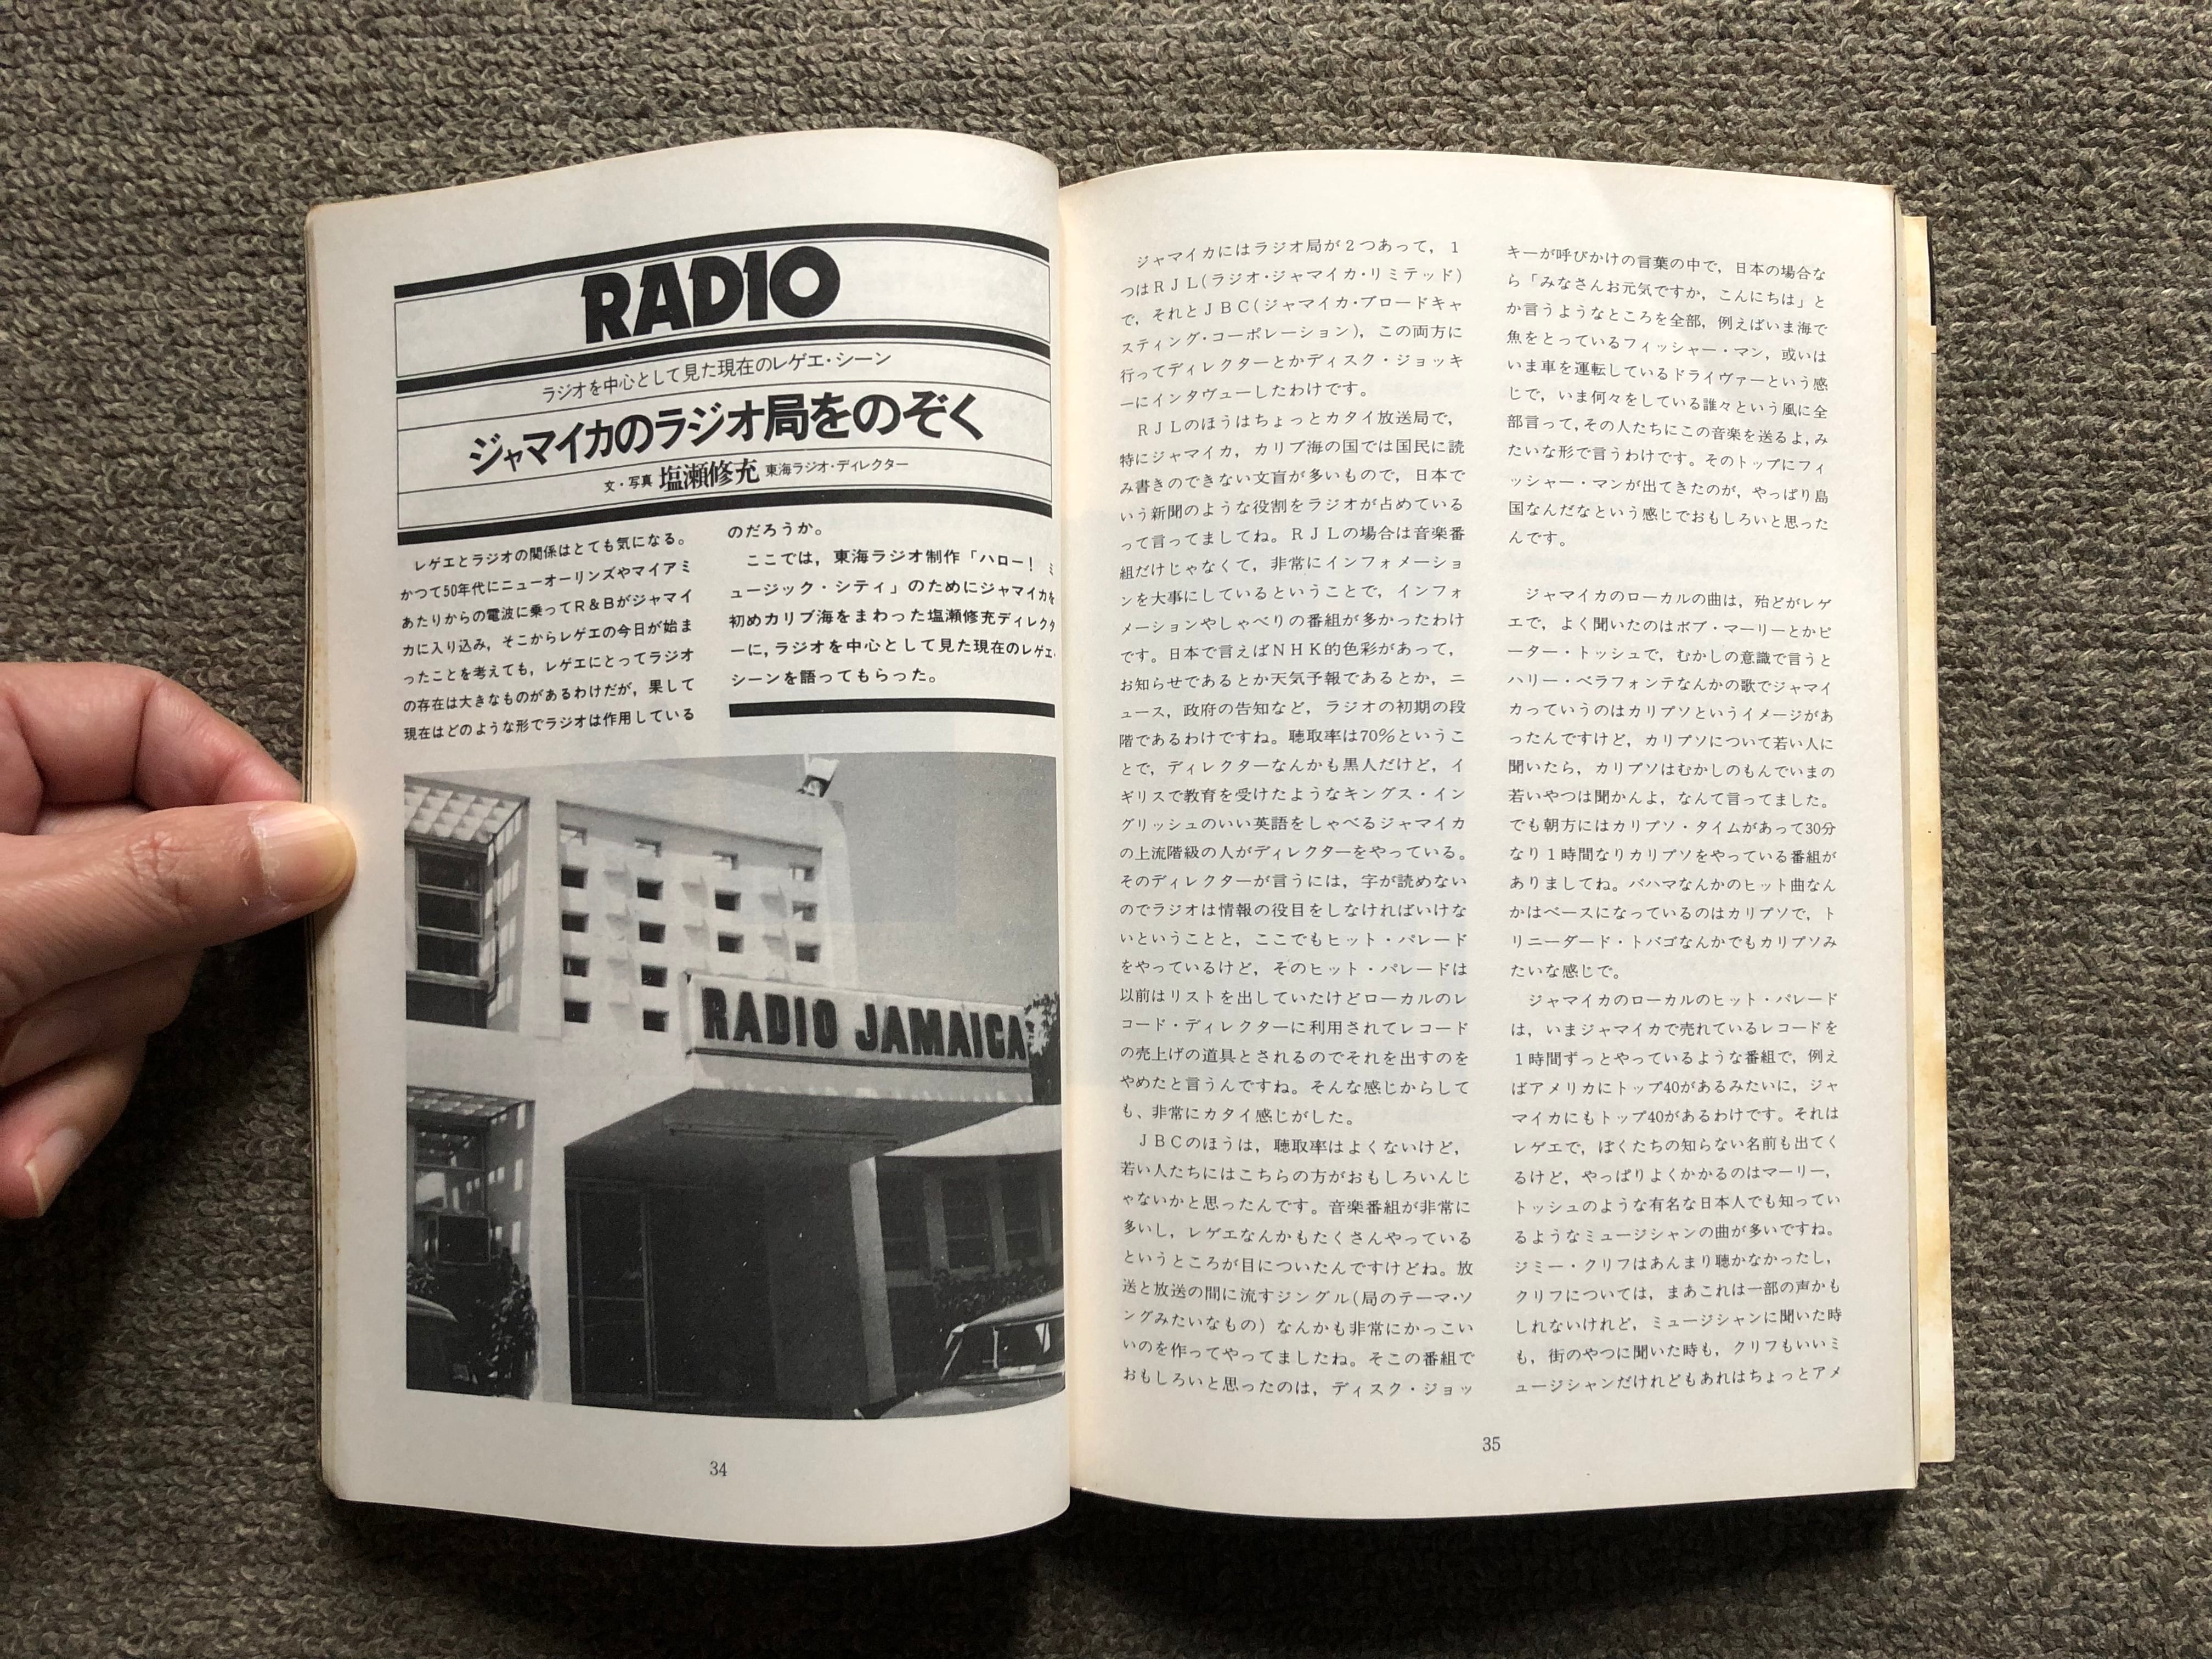 RADIO
ラジオを中心として見た現在のレゲエ・シーン
ジャマイカのラジオ局をのぞく
文・写真 塩瀬修充 東海ラジオ・ディレクター
レゲエとラジオの関係はとても気になる。
かつて50年代にニューオーリンズやマイアミ
あたりからの電波に乗ってR&Bがジャマイ
カに入り込み，そこからレゲエの今日が始ま
ったことを考えても，レゲエにとってラジオ
の存在は大きなものがあるわけだが，果して
現在はどのような形でラジオは作用している
のだろうか。
ここでは，東海ラジオ制作「ハロー！ ミ
ュージック・シティ」のためにジャマイカを
初めカリブ海をまわった塩瀬修充ディレクタ
ーに，ラジオを中心として見た現在のレゲエ・
シーンを語ってもらった。
RADIO JAMAICA
34
ジャマイカにはラジオ局が２つあって，１
つはＲＪＬ(ラジオ・ジャマイカ・リミテッド)
で，それとＪＢＣ(ジャマイカ・ブロードキャ
スティング・コーポレーション)，この両方に
行ってディレクターとかディスク・ジョッキ
ーにインタヴューしたわけです。
ＲＪＬのほうはちょっとカタイ放送局で，
特にジャマイカ，カリブ海の国では国民に読
み書きのできない文盲が多いもので，日本で
いう新聞のような役割をラジオが占めている
って言ってましてね。ＲＪＬの場合は音楽番
組だけじゃなくて，非常にインフォメーショ
ンを大事にしているということで，インフォ
メーションやしゃべりの番組が多かったわけ
です。日本で言えばＮＨＫ的色彩があって，
お知らせであるとか天気予報であるとか，ニ
ュース，政府の告知など，ラジオの初期の段
階であるわけですね。聴取率は70％というこ
とで，ディレクターなんかも黒人だけど，イ
ギリスで教育を受けたようなキングス・イン
グリッシュのいい英語をしゃべるジャマイカ
の上流階級の人がディレクターをやっている。
そのディレクターが言うには，字が読めない
のでラジオは情報の役目をしなければいけな
いということと，ここでもヒット・パレード
をやっているけど，そのヒット・パレードは
以前はリストを出していたけどローカルのレ
コード・ディレクターに利用されてレコード
の売上げの道具とされるのでそれを出すのを
やめたと言うんですね。そんな感じからして
も、非常にカタイ感じがした。
ＪＢＣのほうは，聴取率はよくないけど，
若い人たちにはこちらの方がおもしろいんじ
ゃないかと思ったんです。音楽番組が非常に
多いし，レゲエなんかもたくさんやっている
というところが目についたんですけどね。放
送と放送の間に流すジングル(局のテーマ・ソ
ングみたいなもの）なんかも非常にかっこい
いのを作ってやってましたね。そこの番組で
おもしろいと思ったのは，ディスク・ジョッ
キーが呼びかけの言葉の中で，日本の場合な
ら「みなさんお元気ですか，こんにちは」と
か言うようなところを全部，例えばいま海で
魚をとっているフィッシャー・マン，或いは
いま車を運転しているドライヴァーという感
じで，いま何々をしている誰々という風に全
部言って，その人たちにこの音楽を送るよ，み
たいな形で言うわけです。そのトップにフィ
ッシャー・マンが出てきたのが，やっぱり島
国なんだなという感じでおもしろいと思った
んです。
ジャマイカのローカルの曲は，殆どがレゲ
エで，よく聞いたのはボブ・マーリーとかピ
ーター・トッシュで，むかしの意識で言うと
ハリー・ベラフォンテなんかの歌でジャマイ
カっていうのはカリプソというイメージがあ
ったんですけど，カリプソについて若い人に
聞いたら，カリプソはむかしのもんでいまの
若いやつは聞かんよ，なんて言ってました。
でも朝方にはカリプソ・タイムがあって30分
なり１時間なりカリプソをやっている番組が
ありましてね。バハマなんかのヒット曲なん
かはベースになっているのはカリプソで，ト
リニーダード・トバゴなんかでもカリプソみ
たいな感じで。
ジャマイカのローカルのヒット・パレード
は，いまジャマイカで売れているレコードを
１時間ずっとやっているような番組で，例え
ばアメリカにトップ40があるみたいに，ジャ
マイカにもトップ40があるわけです。それは
レゲエで，ぼくたちの知らない名前も出てく
るけど，やっぱりよくかかるのはマーリー，
トッシュのような有名な日本人でも知ってい
るようなミュージシャンの曲が多いですね。
ジミー・クリフはあんまり聴かなかったし，
クリフについては，まあこれは一部の声かも
しれないけれど，ミュージシャンに聞いた時
も，街のやつに聞いた時も，クリフもいいミ
ュージシャンだけれどもあれはちょっとアメ
35